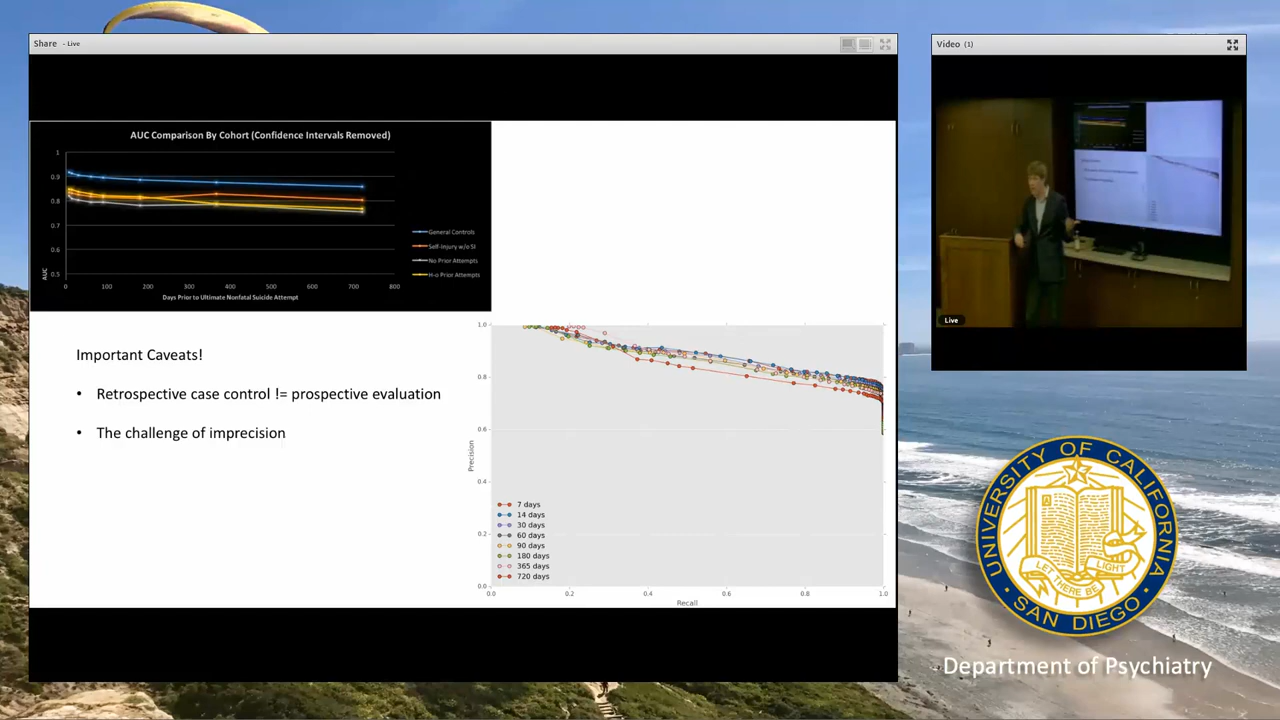 Share - Live
Video (1)
AUC Comparison By Cohort (Confidence Intervals Removed)
1
0.9
0.8
0.7
0.6
0.5
AUC
0 100 200 300 400 500 600 700 800
Days Prior to Ultimate Nonfatal Suicide Attempt
General Controls
Self-Injury w/o SI
No Prior Attempts
H-o Prior Attempts
Live
Important Caveats!
• Retrospective case control != prospective evaluation
• The challenge of imprecision
1.0
0.8
0.6
0.4
0.2
0.0
Precision
7 days
14 days
30 days
60 days
90 days
180 days
365 days
720 days
0.0 0.2 0.4 0.6 0.8 1.0
Recall
UNIVERSITY OF CALIFORNIA
LET THERE BE LIGHT
SAN DIEGO
Department of Psychiatry